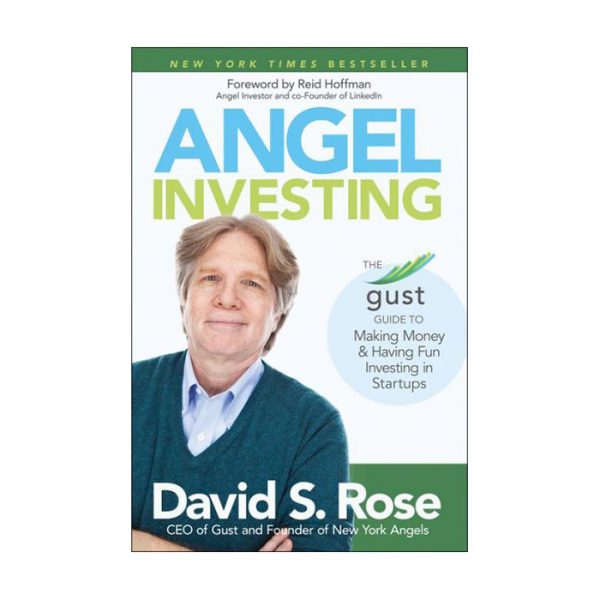 NEW YORK TIMES BESTSELLER
Foreword by Reid Hoffman
Angel Investor and co-Founder of LinkedIn
ANGEL
INVESTING
THE
gust
GUIDE TO
Making Money
& Having Fun
Investing in
Startups
David S. Rose
CEO of Gust and Founder of New York Angels